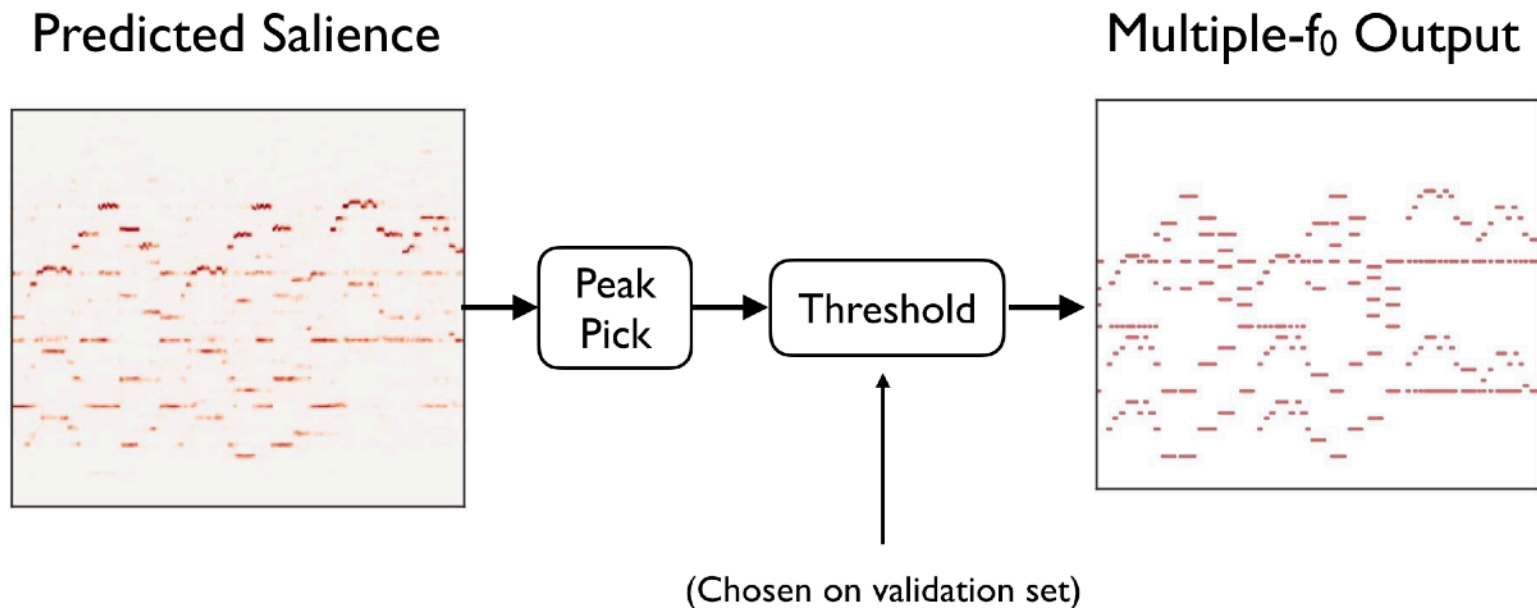 Predicted Salience
Multiple-f₀ Output
Peak
Pick
Threshold
(Chosen on validation set)